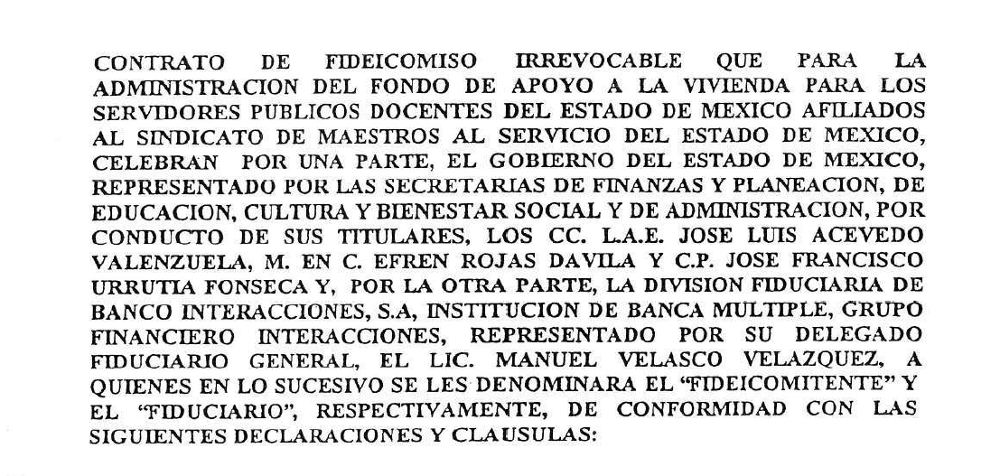 CONTRATO DE FIDEICOMISO IRREVOCABLE QUE PARA LA
ADMINISTRACION DEL FONDO DE APOYO A LA VIVIENDA PARA LOS
SERVIDORES PUBLICOS DOCENTES DEL ESTADO DE MEXICO AFILIADOS
AL SINDICATO DE MAESTROS AL SERVICIO DEL ESTADO DE MEXICO,
CELEBRAN POR UNA PARTE, EL GOBIERNO DEL ESTADO DE MEXICO,
REPRESENTADO POR LAS SECRETARIAS DE FINANZAS Y PLANEACION, DE
EDUCACION, CULTURA Y BIENESTAR SOCIAL Y DE ADMINISTRACION, POR
CONDUCTO DE SUS TITULARES, LOS CC. L.A.E. JOSE LUIS ACEVEDO
VALENZUELA, M. EN C. EFREN ROJAS DAVILA Y C.P. JOSE FRANCISCO
URRUTIA FONSECA Y, POR LA OTRA PARTE, LA DIVISION FIDUCIARIA DE
BANCO INTERACCIONES, S.A, INSTITUCION DE BANCA MULTIPLE, GRUPO
FINANCIERO INTERACCIONES, REPRESENTADO POR SU DELEGADO
FIDUCIARIO GENERAL, EL LIC. MANUEL VELASCO VELAZQUEZ, A
QUIENES EN LO SUCESIVO SE LES DENOMINARA EL “FIDEICOMITENTE” Y
EL “FIDUCIARIO”, RESPECTIVAMENTE, DE CONFORMIDAD CON LAS
SIGUIENTES DECLARACIONES Y CLAUSULAS: